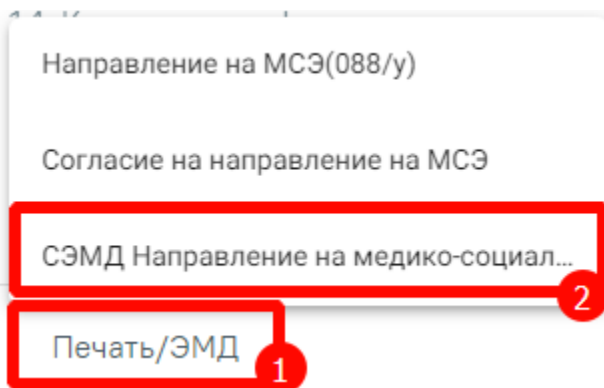 Направление на МСЭ(088/у)
Согласие на направление на МСЭ
СЭМД Направление на медико-социал...
2
Печать/ЭМД
1